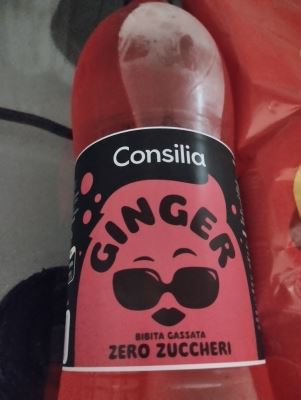 Consilia
GINGER
BIBITA GASSATA
ZERO ZUCCHERI